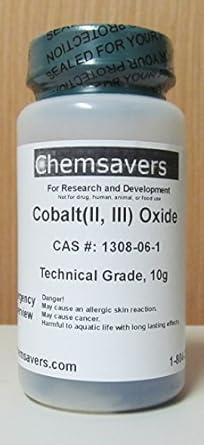 PROTECTION
SEALED FOR YOUR PROTECTION
Chemsavers
For Research and Development
Not for drug, human, animal, or food use
Cobalt(II, III) Oxide
CAS #: 1308-06-1
Technical Grade, 10g
Danger!
May cause an allergic skin reaction.
May cause cancer.
Harmful to aquatic life with long lasting effects
emsavers.com